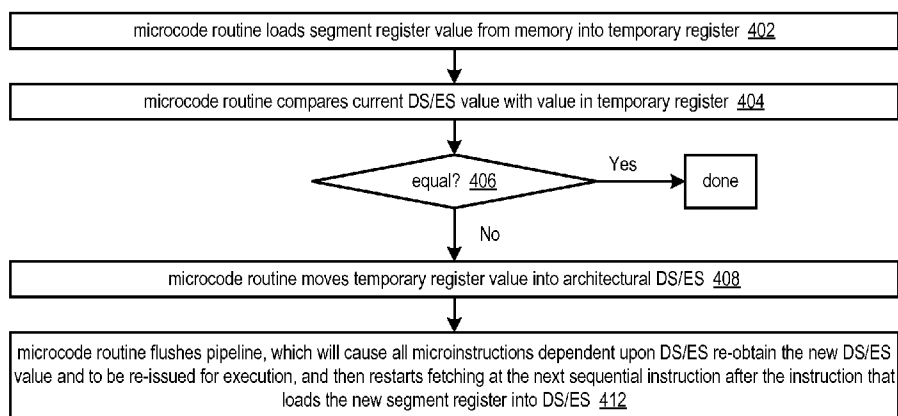 microcode routine loads segment register value from memory into temporary register 402
microcode routine compares current DS/ES value with value in temporary register 404
equal? 406
Yes
done
No
microcode routine moves temporary register value into architectural DS/ES 408
microcode routine flushes pipeline, which will cause all microinstructions dependent upon DS/ES re-obtain the new DS/ES
value and to be re-issued for execution, and then restarts fetching at the next sequential instruction after the instruction that
loads the new segment register into DS/ES 412